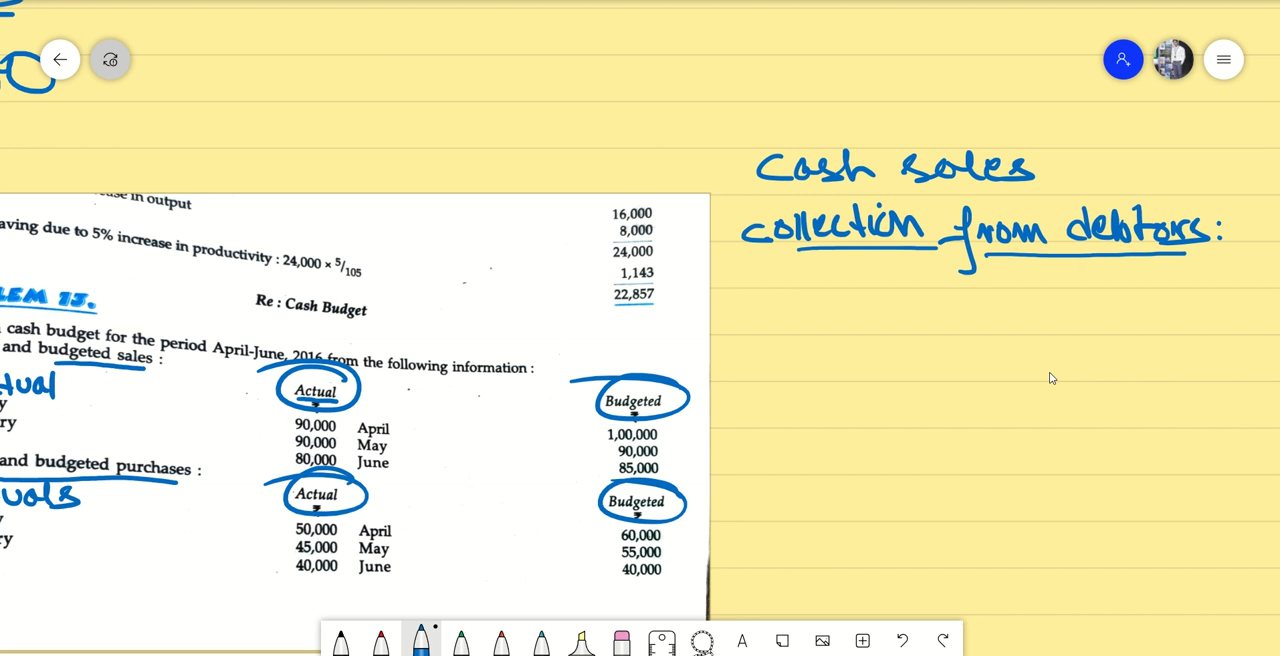 cash sales
collection from debtors:
ase in output
16,000
8,000
aving due to 5% increase in productivity : 24,000 × 5/105
24,000
1,143
22,857
LEM 13.
Re : Cash Budget
cash budget for the period April-June, 2016 from the following information :
and budgeted sales :
tual
Actual
Budgeted
₹
₹
y
90,000 April 1,00,000
ry
90,000 May 90,000
80,000 June 85,000
and budgeted purchases :
uals
Actual
Budgeted
₹
₹
y
50,000 April 60,000
ry
45,000 May 55,000
40,000 June 40,000
A